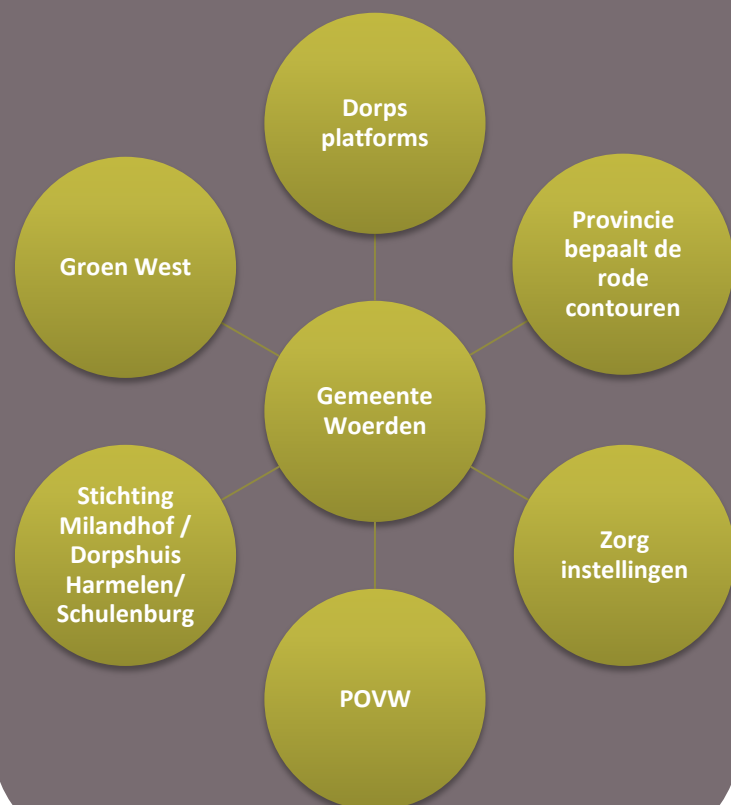 Dorps
platforms
Provincie
bepaalt de
rode
contouren
Groen West
Gemeente
Woerden
Stichting
Milandhof /
Dorpshuis
Harmelen/
Schulenburg
Zorg
instellingen
POVW